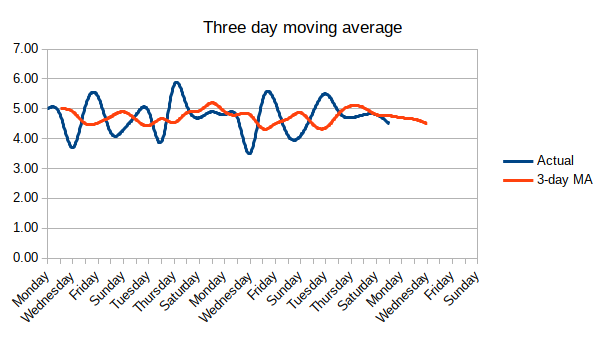 Three day moving average
7.00
6.00
5.00
4.00
3.00
2.00
1.00
0.00
Actual
3-day MA
Monday
Wednesday
Friday
Sunday
Tuesday
Thursday
Saturday
Monday
Wednesday
Friday
Sunday
Tuesday
Thursday
Saturday
Monday
Wednesday
Friday
Sunday